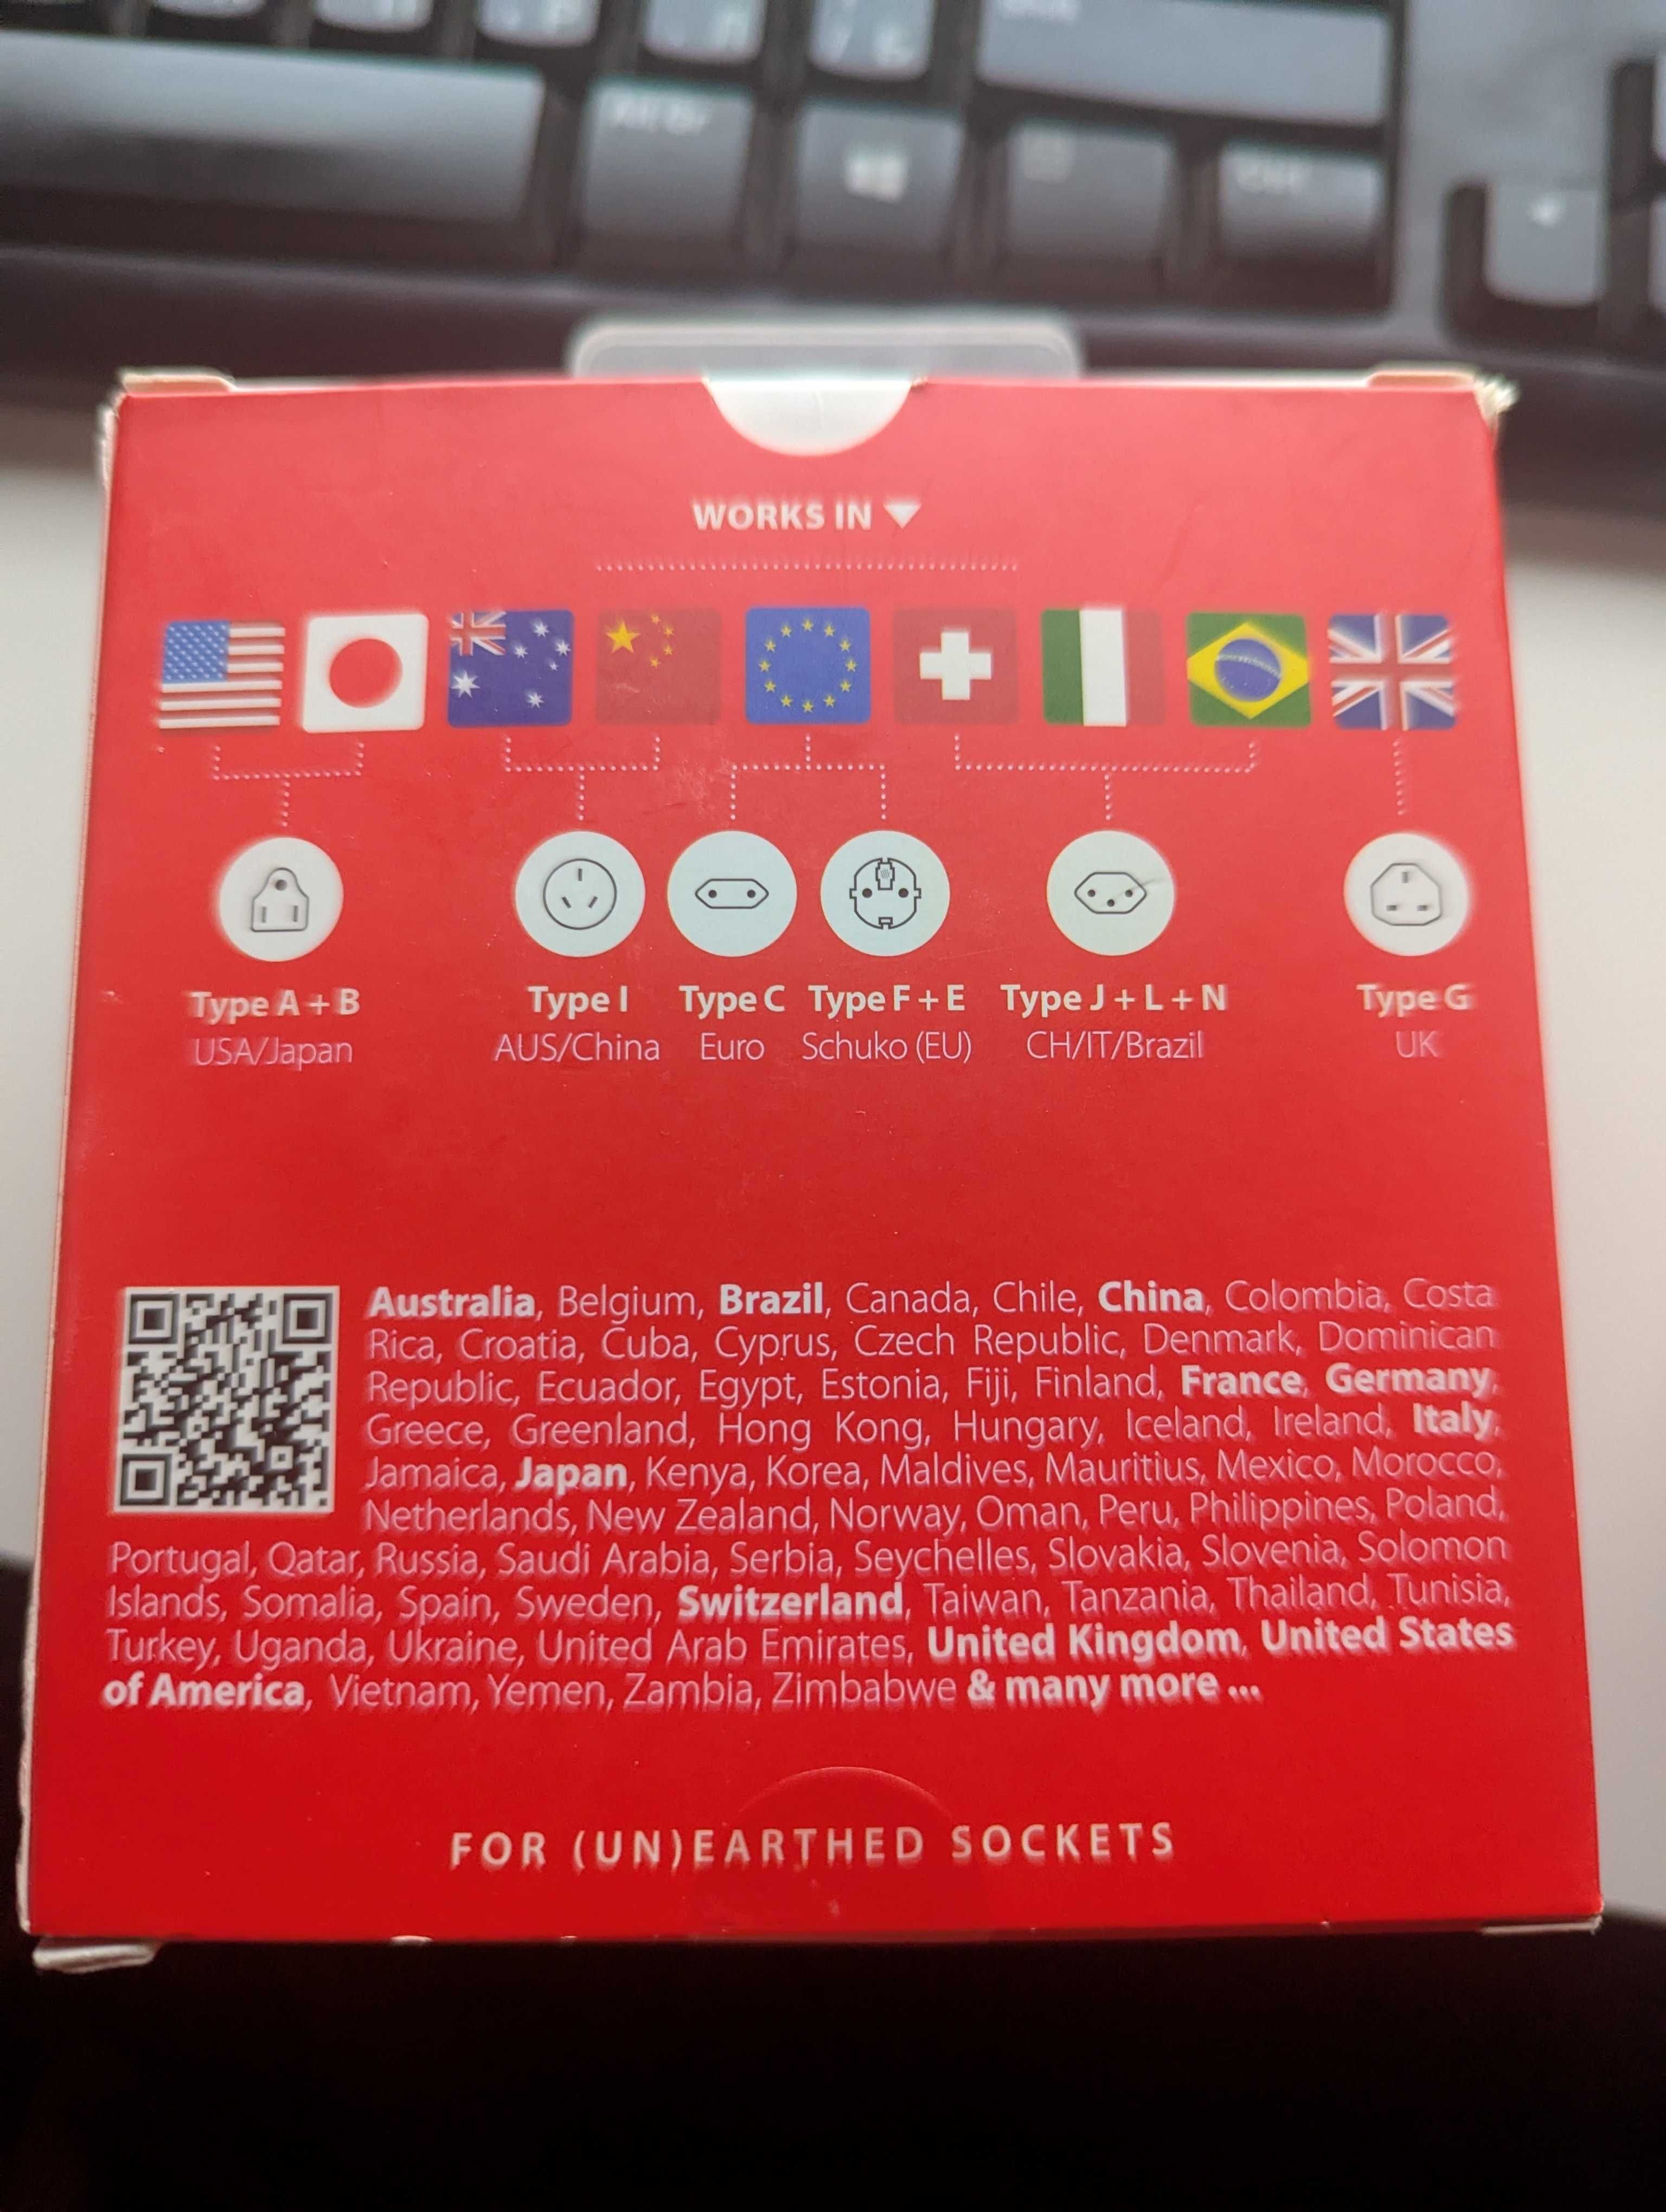 Alt Gr
Ctrl
WORKS IN
Type A + B
USA/Japan
Type I
AUS/China
Type C
Euro
Type F + E
Schuko (EU)
Type J + L + N
CH/IT/Brazil
Type G
UK
Australia, Belgium, Brazil, Canada, Chile, China, Colombia, Costa
Rica, Croatia, Cuba, Cyprus, Czech Republic, Denmark, Dominican
Republic, Ecuador, Egypt, Estonia, Fiji, Finland, France, Germany,
Greece, Greenland, Hong Kong, Hungary, Iceland, Ireland, Italy,
Jamaica, Japan, Kenya, Korea, Maldives, Mauritius, Mexico, Morocco,
Netherlands, New Zealand, Norway, Oman, Peru, Philippines, Poland,
Portugal, Qatar, Russia, Saudi Arabia, Serbia, Seychelles, Slovakia, Slovenia, Solomon
Islands, Somalia, Spain, Sweden, Switzerland, Taiwan, Tanzania, Thailand, Tunisia,
Turkey, Uganda, Ukraine, United Arab Emirates, United Kingdom, United States
of America, Vietnam, Yemen, Zambia, Zimbabwe & many more ...
FOR (UN)EARTHED SOCKETS